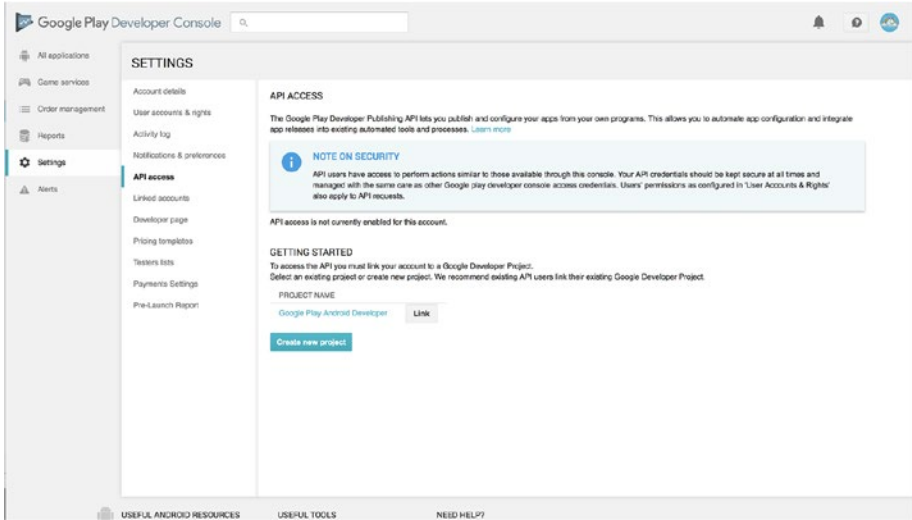 Google Play Developer Console
All applications
Game services
Order management
Reports
Settings
Alerts
SETTINGS
Account details
User accounts & rights
Activity log
Notifications & preferences
API access
Linked accounts
Developer page
Pricing templates
Testers lists
Payments Settings
Pre-Launch Report
API ACCESS
The Google Play Developer Publishing API lets you publish and configure your apps from your own programs. This allows you to automate app configuration and integrate
app releases into existing automated tools and processes. Learn more
NOTE ON SECURITY
API users have access to perform actions similar to those available through this console. Your API credentials should be kept secure at all times and
managed with the same care as other Google play developer console access credentials. Users' permissions as configured in 'User Accounts & Rights'
also apply to API requests.
API access is not currently enabled for this account.
GETTING STARTED
To access the API you must link your account to a Google Developer Project.
Select an existing project or create new project. We recommend existing API users link their existing Google Developer Project.
PROJECT NAME
Google Play Android Developer Link
Create new project
USEFUL ANDROID RESOURCES USEFUL TOOLS NEED HELP?